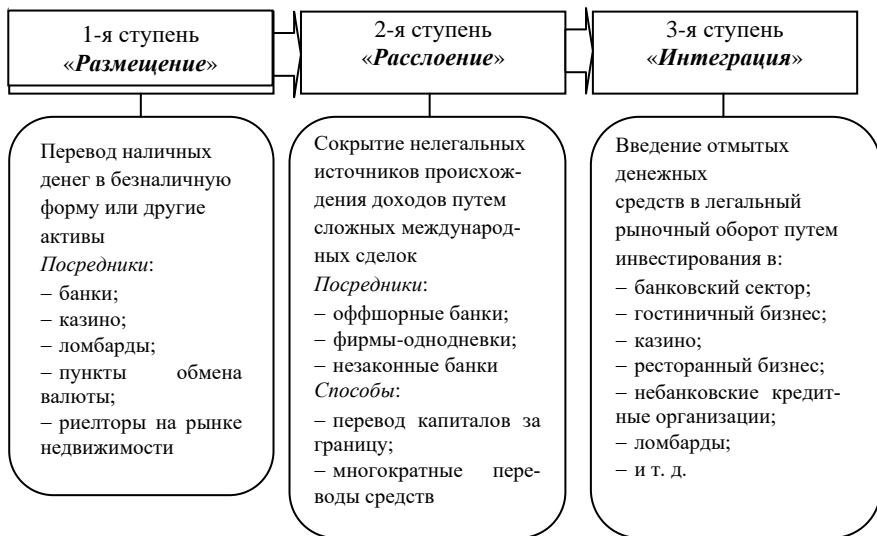 1-я ступень
«Размещение»
Перевод наличных
денег в безналичную
форму или другие
активы
Посредники:
– банки;
– казино;
– ломбарды;
– пункты обмена
валюты;
– риелторы на рынке
недвижимости
2-я ступень
«Расслоение»
Сокрытие нелегальных
источников происхож-
дения доходов путем
сложных международ-
ных сделок
Посредники:
– оффшорные банки;
– фирмы-однодневки;
– незаконные банки
Способы:
– перевод капиталов за
границу;
– многократные пере-
воды средств
3-я ступень
«Интеграция»
Введение отмытых
денежных
средств в легальный
рыночный оборот путем
инвестирования в:
– банковский сектор;
– гостиничный бизнес;
– казино;
– ресторанный бизнес;
– небанковские кредит-
ные организации;
– ломбарды;
– и т. д.